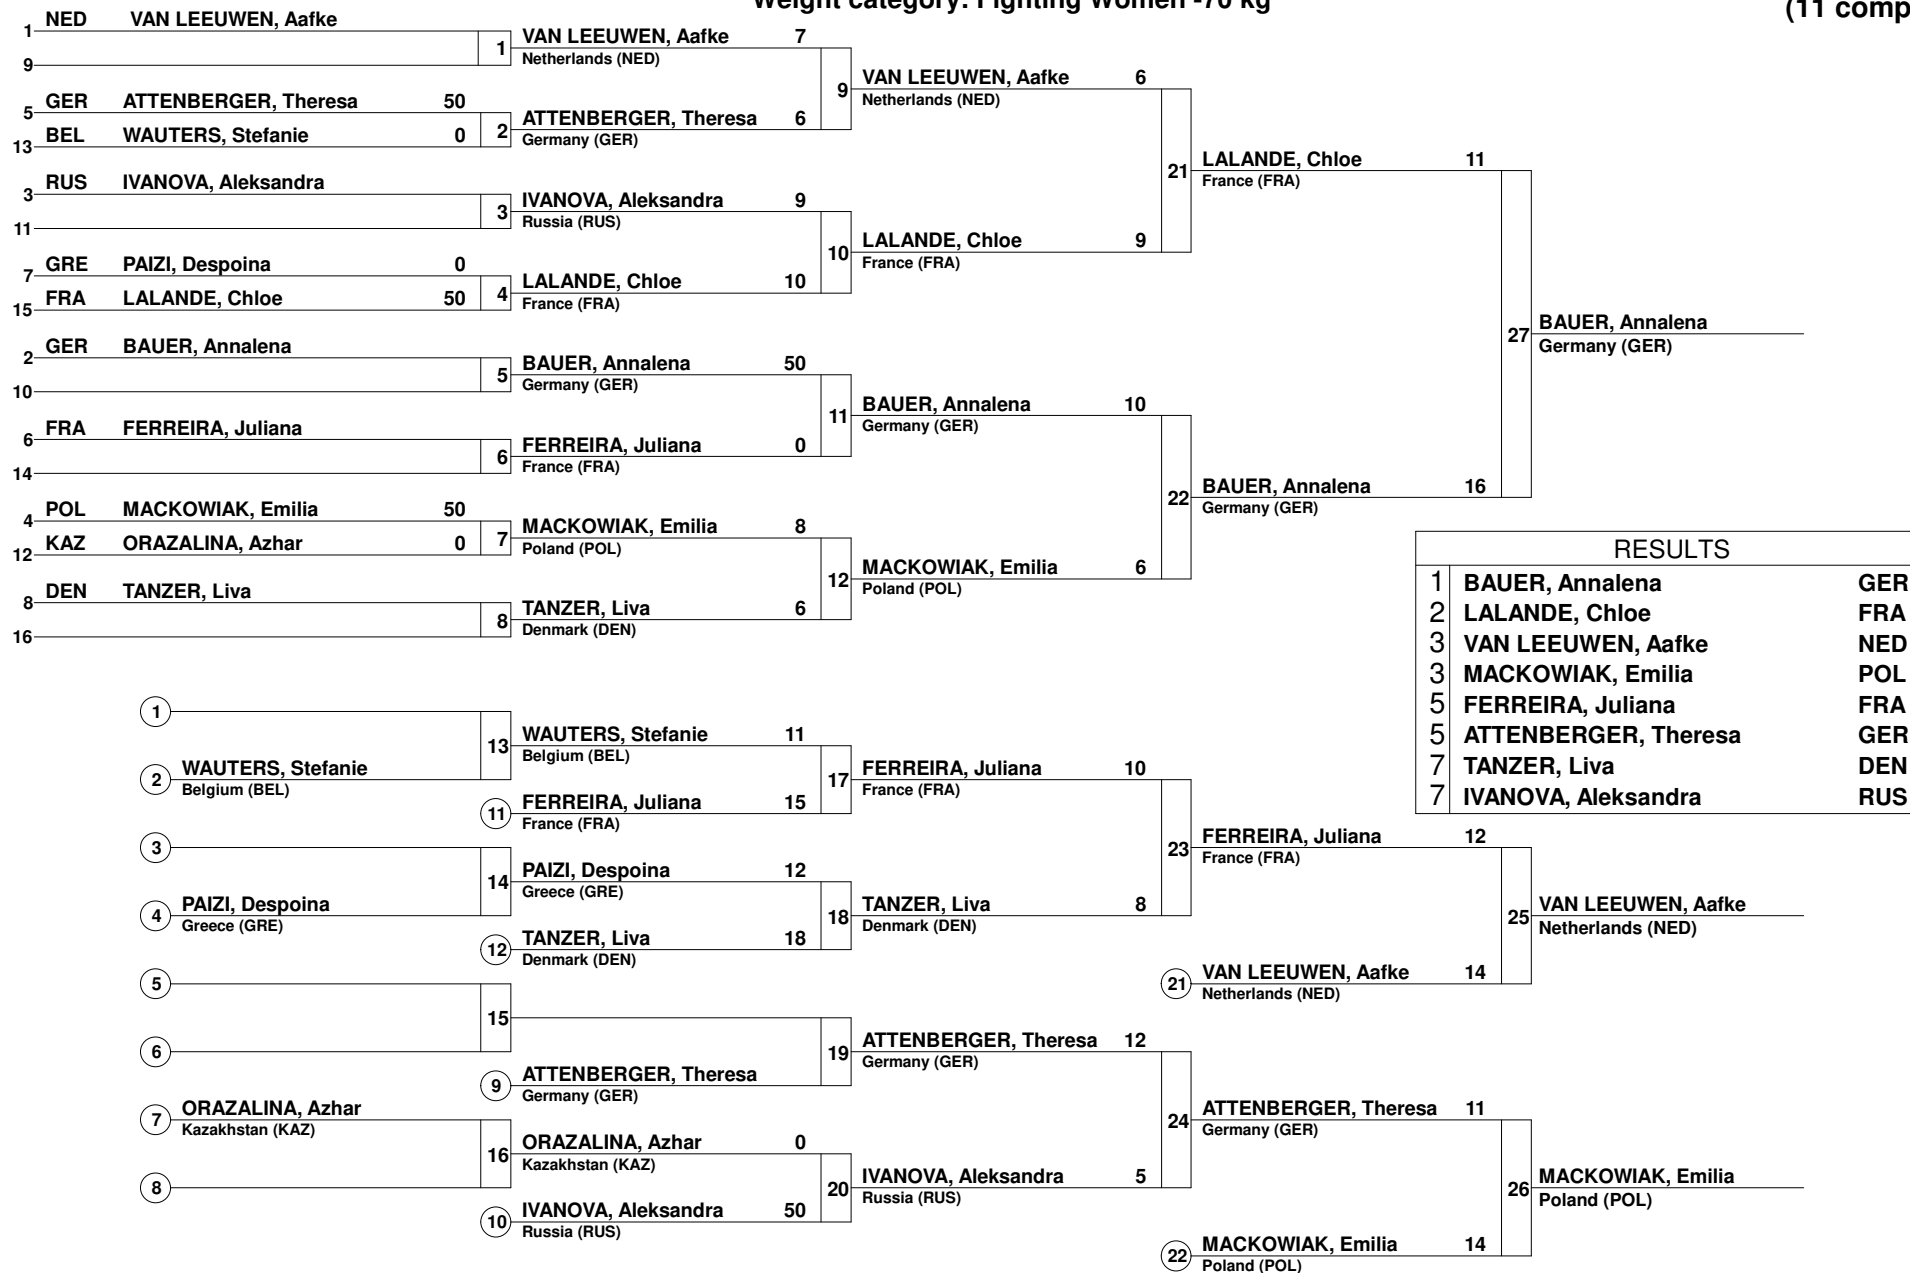 Weight category: Fighting Women -70 kg
(11 comp
1 NED VAN LEEUWEN, Aafke
9
1 VAN LEEUWEN, Aafke 7
Netherlands (NED)
5 GER ATTENBERGER, Theresa 50
13 BEL WAUTERS, Stefanie 0
2 ATTENBERGER, Theresa 6
Germany (GER)
9 VAN LEEUWEN, Aafke 6
Netherlands (NED)
3 RUS IVANOVA, Aleksandra
11
3 IVANOVA, Aleksandra 9
Russia (RUS)
7 GRE PAIZI, Despoina 0
15 FRA LALANDE, Chloe 50
4 LALANDE, Chloe 10
France (FRA)
10 LALANDE, Chloe 9
France (FRA)
21 LALANDE, Chloe 11
France (FRA)
2 GER BAUER, Annalena
10
5 BAUER, Annalena 50
Germany (GER)
6 FRA FERREIRA, Juliana
14
6 FERREIRA, Juliana 0
France (FRA)
11 BAUER, Annalena 10
Germany (GER)
4 POL MACKOWIAK, Emilia 50
12 KAZ ORAZALINA, Azhar 0
7 MACKOWIAK, Emilia 8
Poland (POL)
8 DEN TANZER, Liva
16
8 TANZER, Liva 6
Denmark (DEN)
12 MACKOWIAK, Emilia 6
Poland (POL)
22 BAUER, Annalena 16
Germany (GER)
27 BAUER, Annalena
Germany (GER)
RESULTS
1 BAUER, Annalena GER
2 LALANDE, Chloe FRA
3 VAN LEEUWEN, Aafke NED
3 MACKOWIAK, Emilia POL
5 FERREIRA, Juliana FRA
5 ATTENBERGER, Theresa GER
7 TANZER, Liva DEN
7 IVANOVA, Aleksandra RUS
1
2 WAUTERS, Stefanie
Belgium (BEL)
13 WAUTERS, Stefanie 11
Belgium (BEL)
11 FERREIRA, Juliana 15
France (FRA)
17 FERREIRA, Juliana 10
France (FRA)
3
4 PAIZI, Despoina
Greece (GRE)
14 PAIZI, Despoina 12
Greece (GRE)
12 TANZER, Liva 18
Denmark (DEN)
18 TANZER, Liva 8
Denmark (DEN)
23 FERREIRA, Juliana 12
France (FRA)
21 VAN LEEUWEN, Aafke 14
Netherlands (NED)
25 VAN LEEUWEN, Aafke
Netherlands (NED)
5
6
15
9 ATTENBERGER, Theresa
Germany (GER)
19 ATTENBERGER, Theresa 12
Germany (GER)
7 ORAZALINA, Azhar
Kazakhstan (KAZ)
8
16 ORAZALINA, Azhar 0
Kazakhstan (KAZ)
10 IVANOVA, Aleksandra 50
Russia (RUS)
20 IVANOVA, Aleksandra 5
Russia (RUS)
24 ATTENBERGER, Theresa 11
Germany (GER)
22 MACKOWIAK, Emilia 14
Poland (POL)
26 MACKOWIAK, Emilia
Poland (POL)